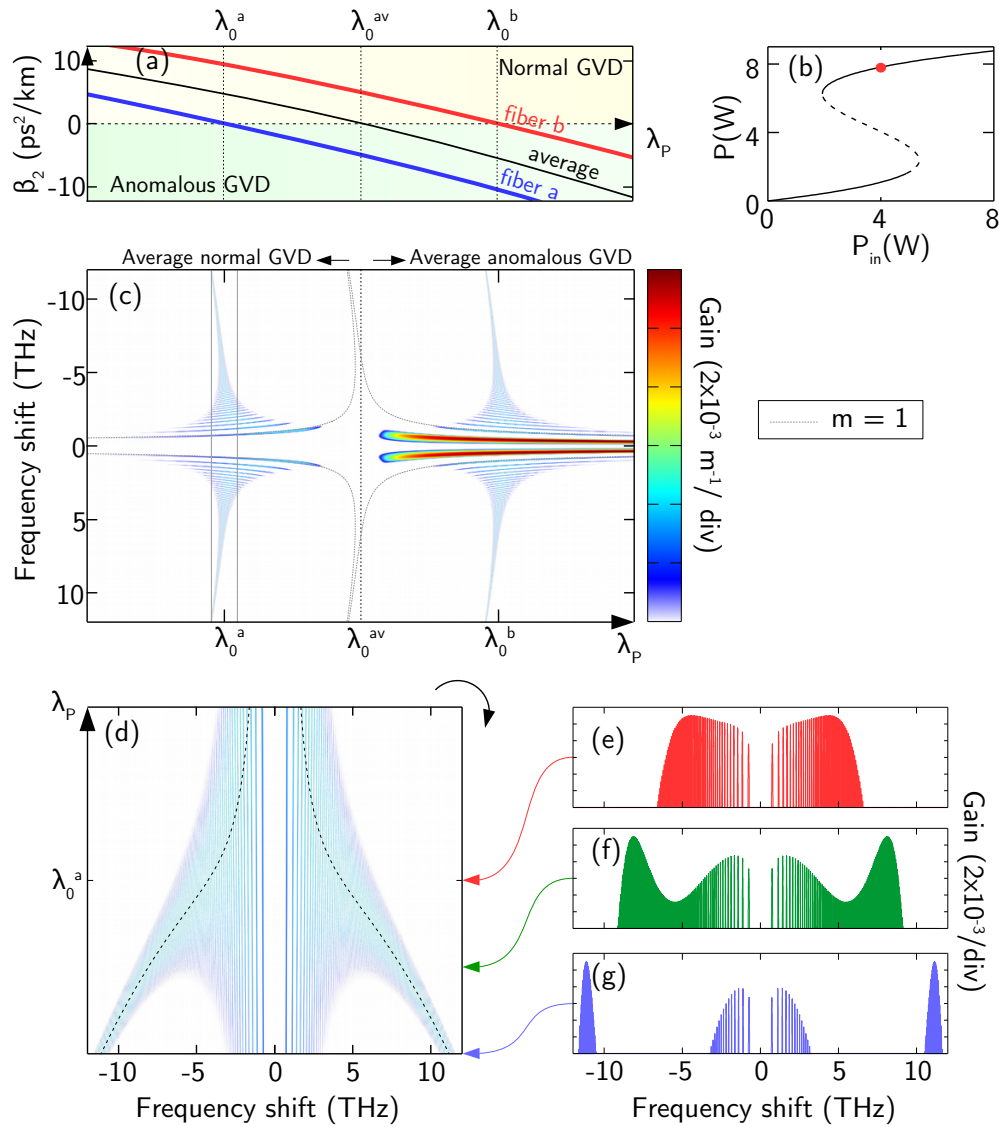 λ₀ᵃ λ₀ᵃᵛ λ₀ᵇ
(a)
Normal GVD
Anomalous GVD
fiber b
average
fiber a
10
0
-10
β₂ (ps²/km)
λP
(b)
8
4
0
P(W)
0 4 8
Pᵢₙ(W)
Average normal GVD Average anomalous GVD
(c)
-10
-5
0
5
10
Frequency shift (THz)
λ₀ᵃ λ₀ᵃᵛ λ₀ᵇ λP
Gain (2x10⁻³ m⁻¹/ div)
m = 1
λP
(d)
λ₀ᵃ
-10 -5 0 5 10
Frequency shift (THz)
(e)
(f)
(g)
-10 -5 0 5 10
Frequency shift (THz)
Gain (2x10⁻³/div)